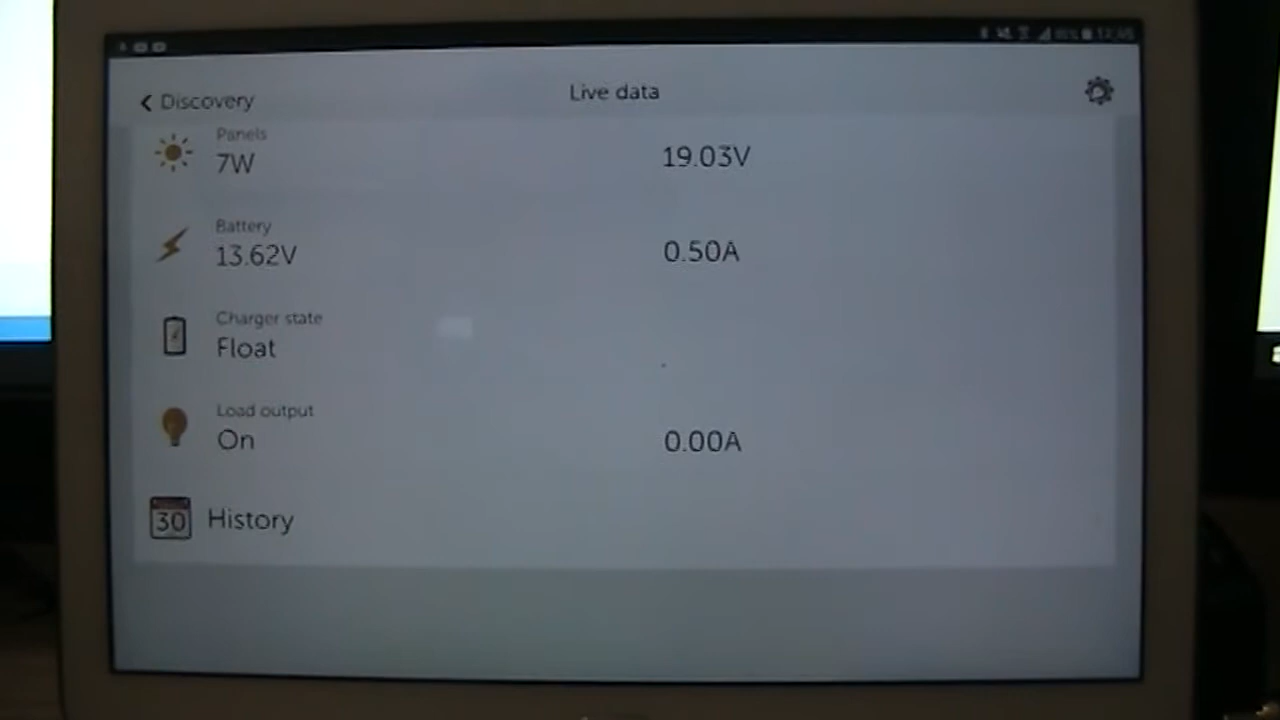 Live data
Discovery
Panels
7W 19.03V
Battery
13.62V 0.50A
Charger state
Float
Load output
On 0.00A
30 History